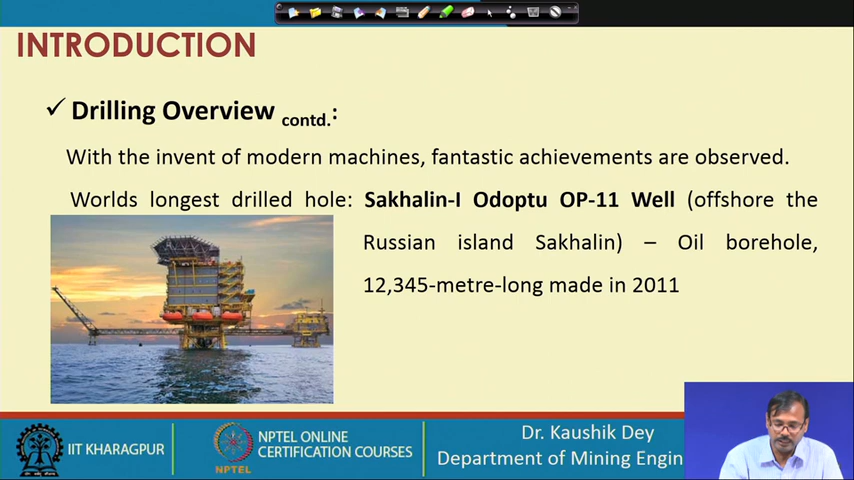 INTRODUCTION
✓ Drilling Overview contd.:
With the invent of modern machines, fantastic achievements are observed.
Worlds longest drilled hole: Sakhalin-I Odoptu OP-11 Well (offshore the
Russian island Sakhalin) – Oil borehole,
12,345-metre-long made in 2011
IIT KHARAGPUR
NPTEL
NPTEL ONLINE
CERTIFICATION COURSES
Dr. Kaushik Dey
Department of Mining Engin